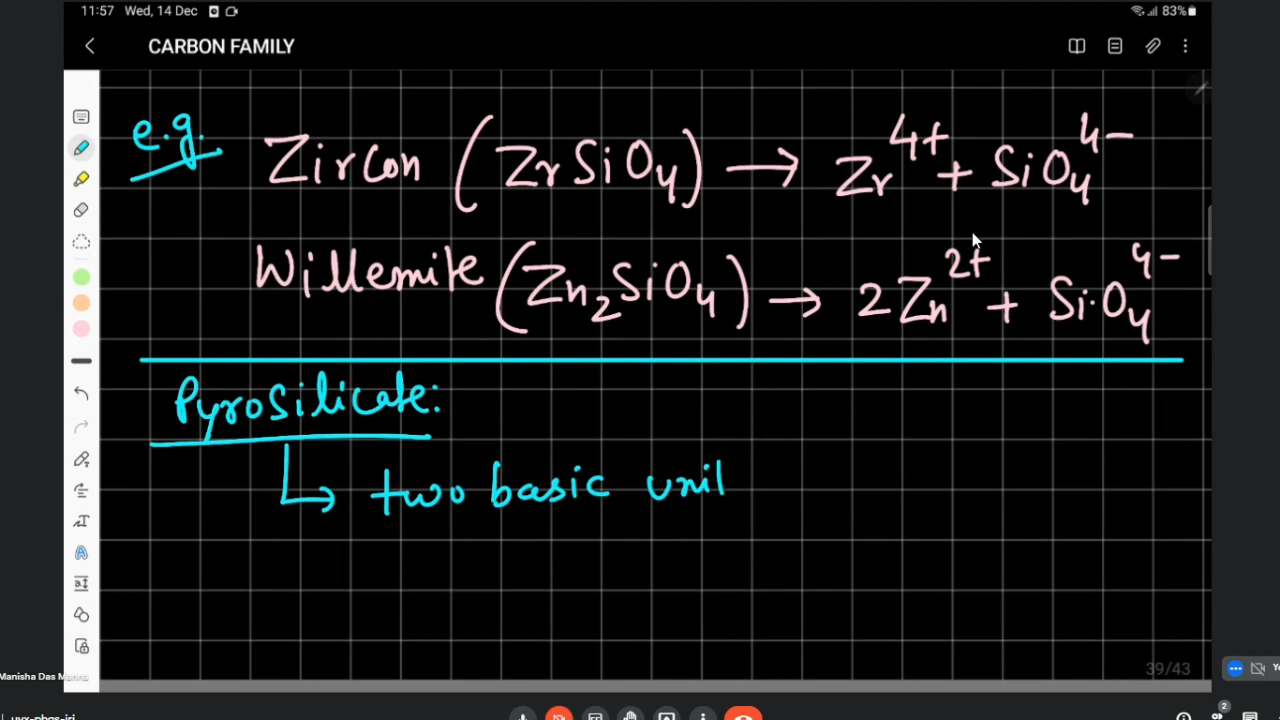 11:57 Wed, 14 Dec 83%
CARBON FAMILY
e.g. Zircon (ZrSiO₄) → Zr⁴⁺ + SiO₄⁴⁻
Willemite (Zn₂SiO₄) → 2Zn²⁺ + SiO₄⁴⁻
Pyrosilicate:
↳ two basic unit
39/43
Manisha Das Manna
2